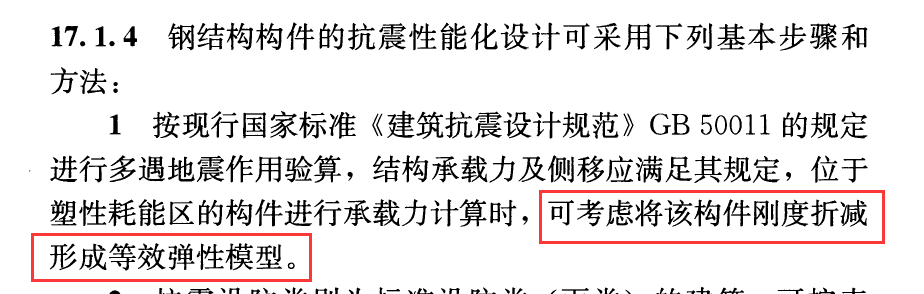 17.1.4 钢结构构件的抗震性能化设计可采用下列基本步骤和
方法：
1 按现行国家标准《建筑抗震设计规范》GB 50011 的规定
进行多遇地震作用验算，结构承载力及侧移应满足其规定，位于
塑性耗能区的构件进行承载力计算时，可考虑将该构件刚度折减
形成等效弹性模型。